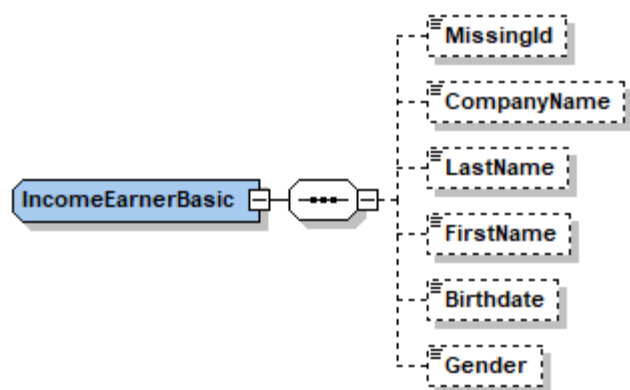 MissingId
CompanyName
LastName
IncomeEarnerBasic
FirstName
Birthdate
Gender